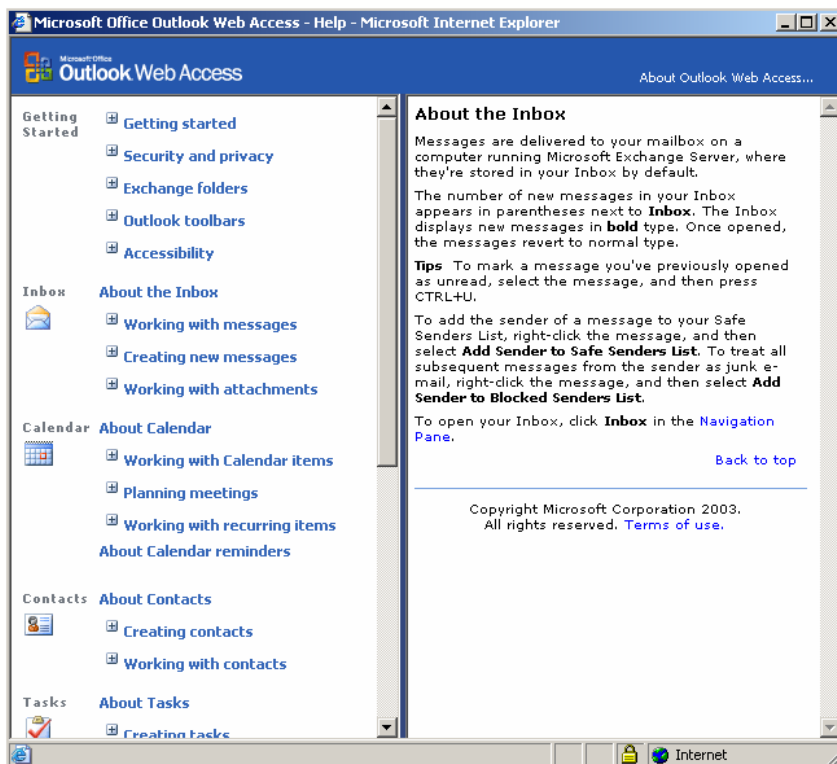 Microsoft Office Outlook Web Access - Help - Microsoft Internet Explorer
Microsoft Office
Outlook Web Access
About Outlook Web Access...
Getting
Started
Getting started
Security and privacy
Exchange folders
Outlook toolbars
Accessibility
Inbox
About the Inbox
Working with messages
Creating new messages
Working with attachments
Calendar
About Calendar
Working with Calendar items
Planning meetings
Working with recurring items
About Calendar reminders
Contacts
About Contacts
Creating contacts
Working with contacts
Tasks
About Tasks
Creating tasks
About the Inbox
Messages are delivered to your mailbox on a
computer running Microsoft Exchange Server, where
they're stored in your Inbox by default.
The number of new messages in your Inbox
appears in parentheses next to Inbox. The Inbox
displays new messages in bold type. Once opened,
the messages revert to normal type.
Tips To mark a message you've previously opened
as unread, select the message, and then press
CTRL+U.
To add the sender of a message to your Safe
Senders List, right-click the message, and then
select Add Sender to Safe Senders List. To treat all
subsequent messages from the sender as junk e-
mail, right-click the message, and then select Add
Sender to Blocked Senders List.
To open your Inbox, click Inbox in the Navigation
Pane.
Back to top
Copyright Microsoft Corporation 2003.
All rights reserved. Terms of use.
Internet